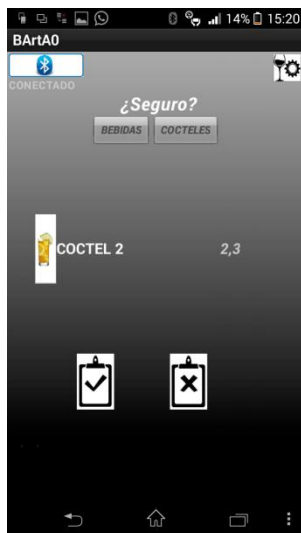 14% 15:20
BArtA0
CONECTADO
¿Seguro?
BEBIDAS COCTELES
COCTEL 2 2,3